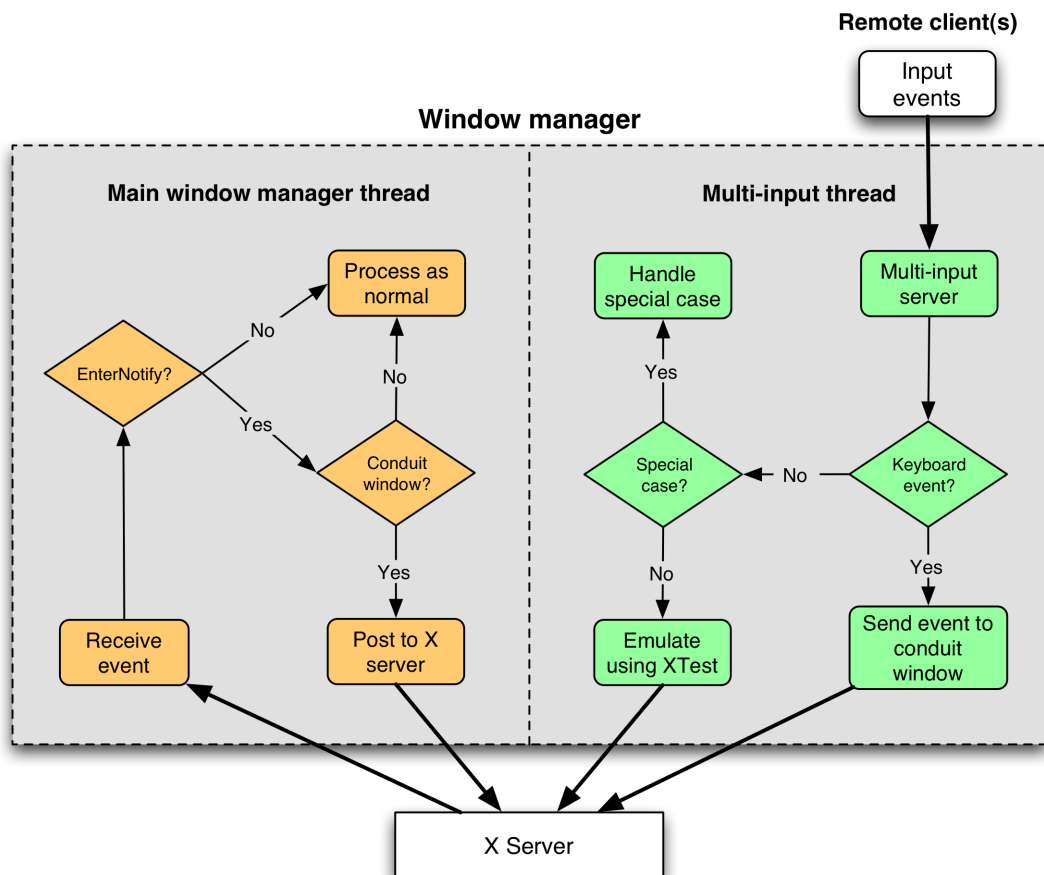 Remote client(s)
Input
events
Window manager
Main window manager thread
Multi-input thread
Process as
normal
Handle
special case
Multi-input
server
No
EnterNotify?
No
Yes
Yes
Conduit
window?
Special
case?
No
Keyboard
event?
Yes
No
Yes
Receive
event
Post to X
server
Emulate
using XTest
Send event to
conduit
window
X Server